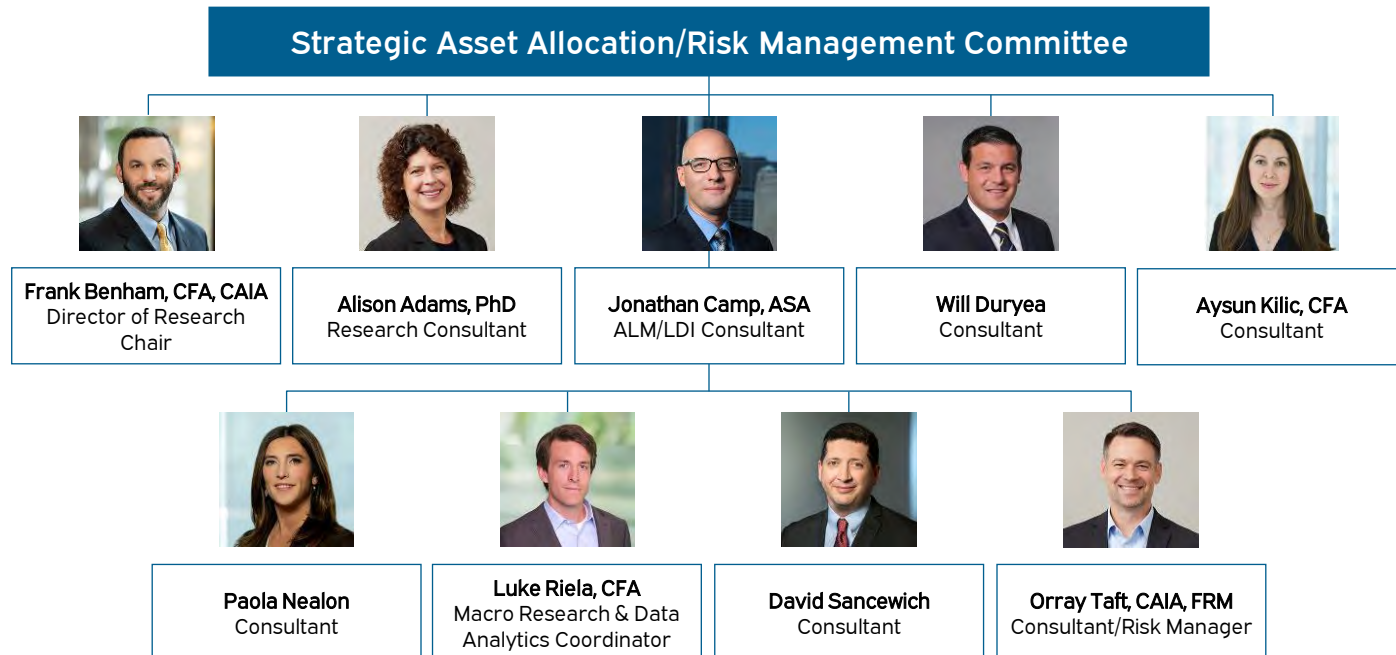 Strategic Asset Allocation/Risk Management Committee
Frank Benham, CFA, CAIA
Director of Research
Chair
Alison Adams, PhD
Research Consultant
Jonathan Camp, ASA
ALM/LDI Consultant
Will Duryea
Consultant
Aysun Kilic, CFA
Consultant
Paola Nealon
Consultant
Luke Riela, CFA
Macro Research & Data
Analytics Coordinator
David Sancewich
Consultant
Orray Taft, CAIA, FRM
Consultant/Risk Manager